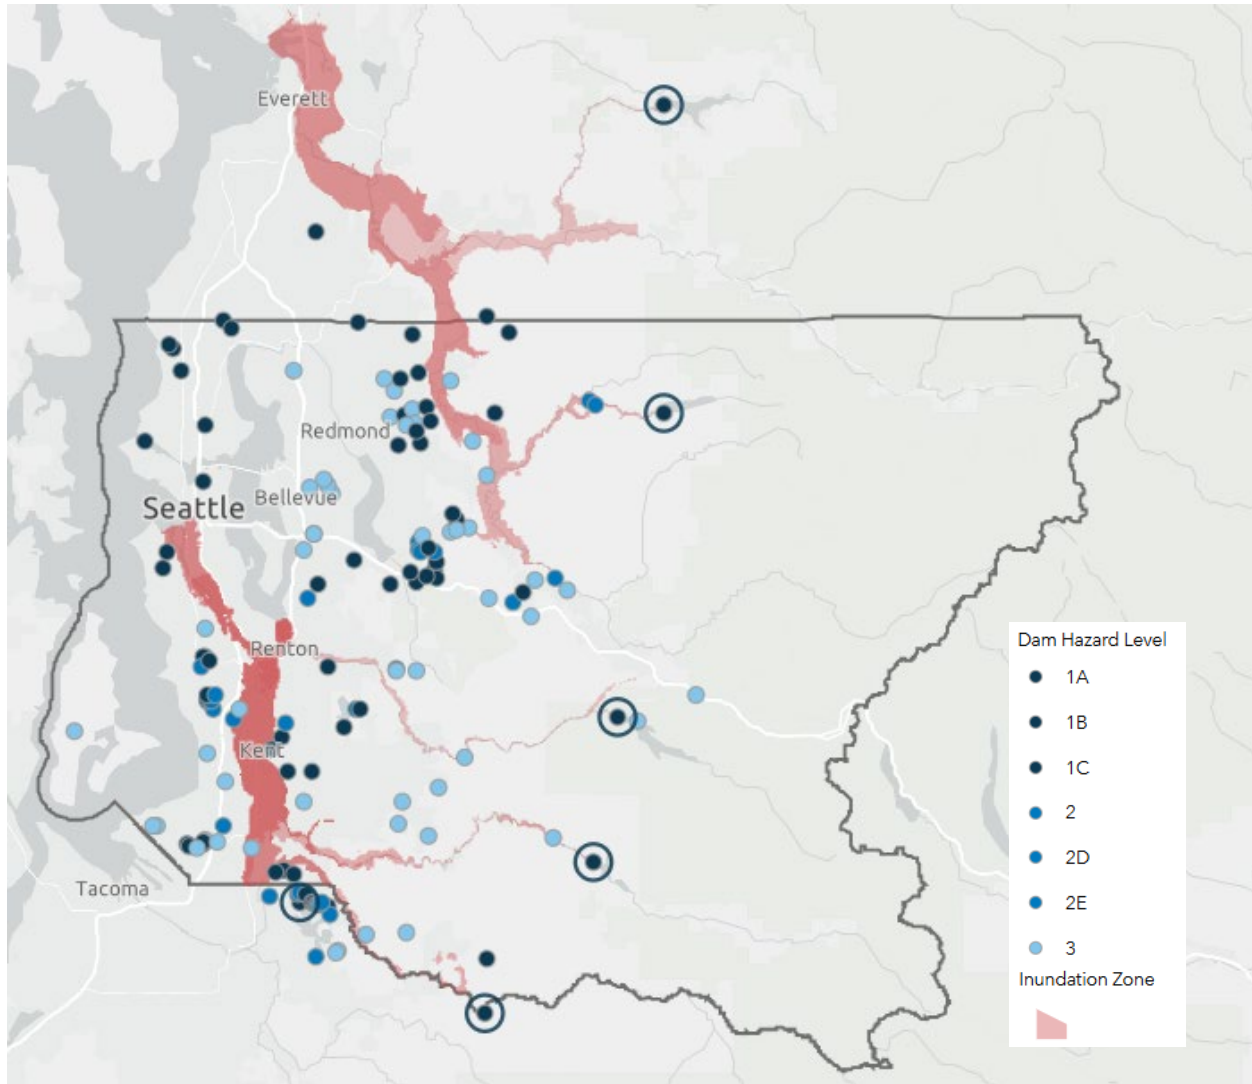 Everett
Redmond
Seattle
Bellevue
Renton
Kent
Tacoma
Dam Hazard Level
1A
1B
1C
2
2D
2E
3
Inundation Zone